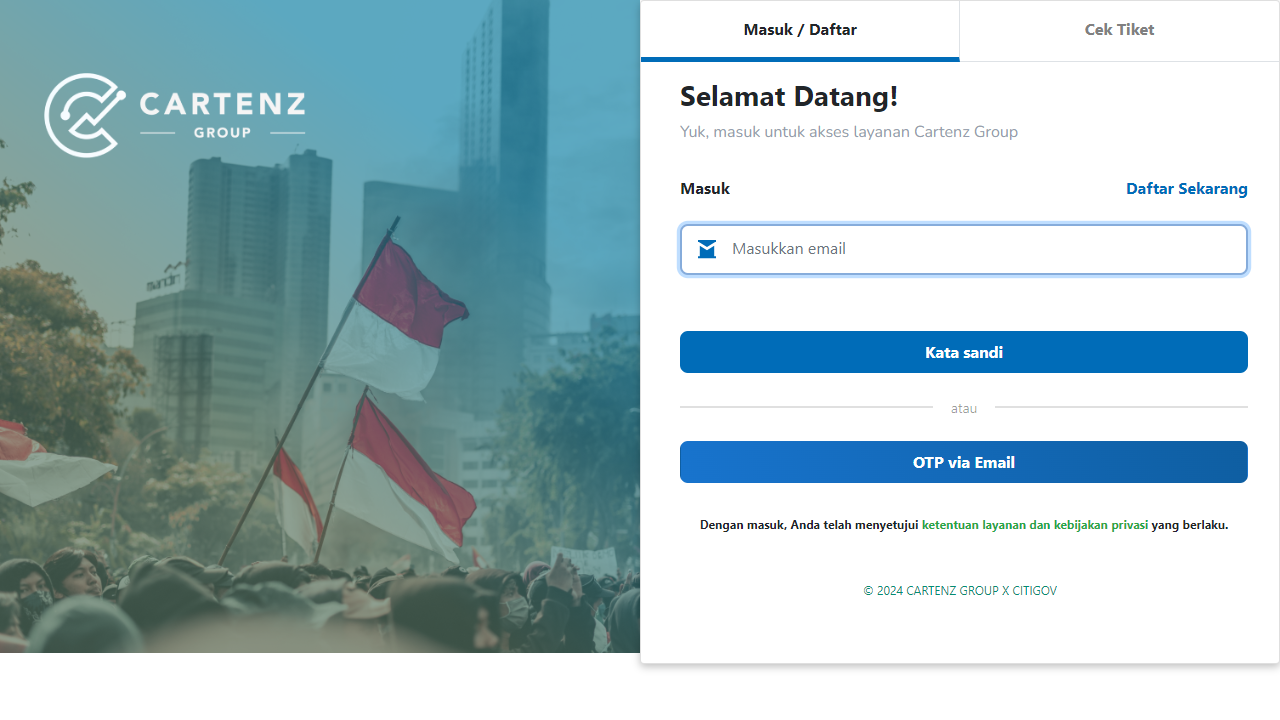 CARTENZ
GROUP
mandiri
Masuk / Daftar
Cek Tiket
Selamat Datang!
Yuk, masuk untuk akses layanan Cartenz Group
Masuk
Daftar Sekarang
Masukkan email
Kata sandi
atau
OTP via Email
Dengan masuk, Anda telah menyetujui ketentuan layanan dan kebijakan privasi yang berlaku.
© 2024 CARTENZ GROUP X CITIGOV